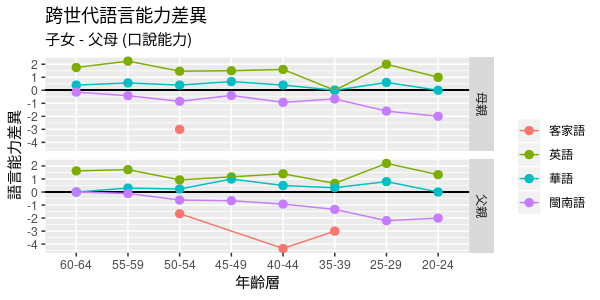 跨世代語言能力差異
子女 - 父母 (口說能力)
語言能力差異
2
1
0
-1
-2
-3
-4
母親
2
1
0
-1
-2
-3
-4
父親
60-64
55-59
50-54
45-49
40-44
35-39
25-29
20-24
年齡層
客家語
英語
華語
閩南語